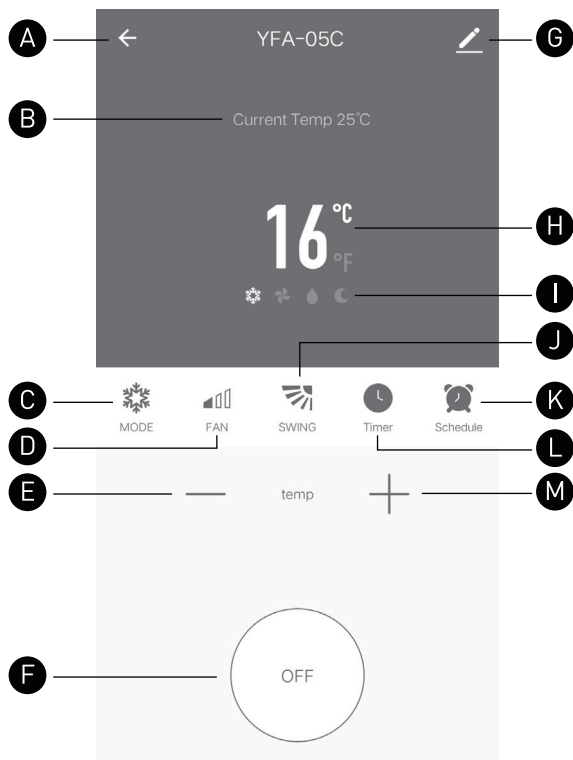 A YFA-05C G
B Current Temp 25°C
16 °C H
°F
I
J
C MODE FAN SWING Timer Schedule K
D L
E temp M
F OFF